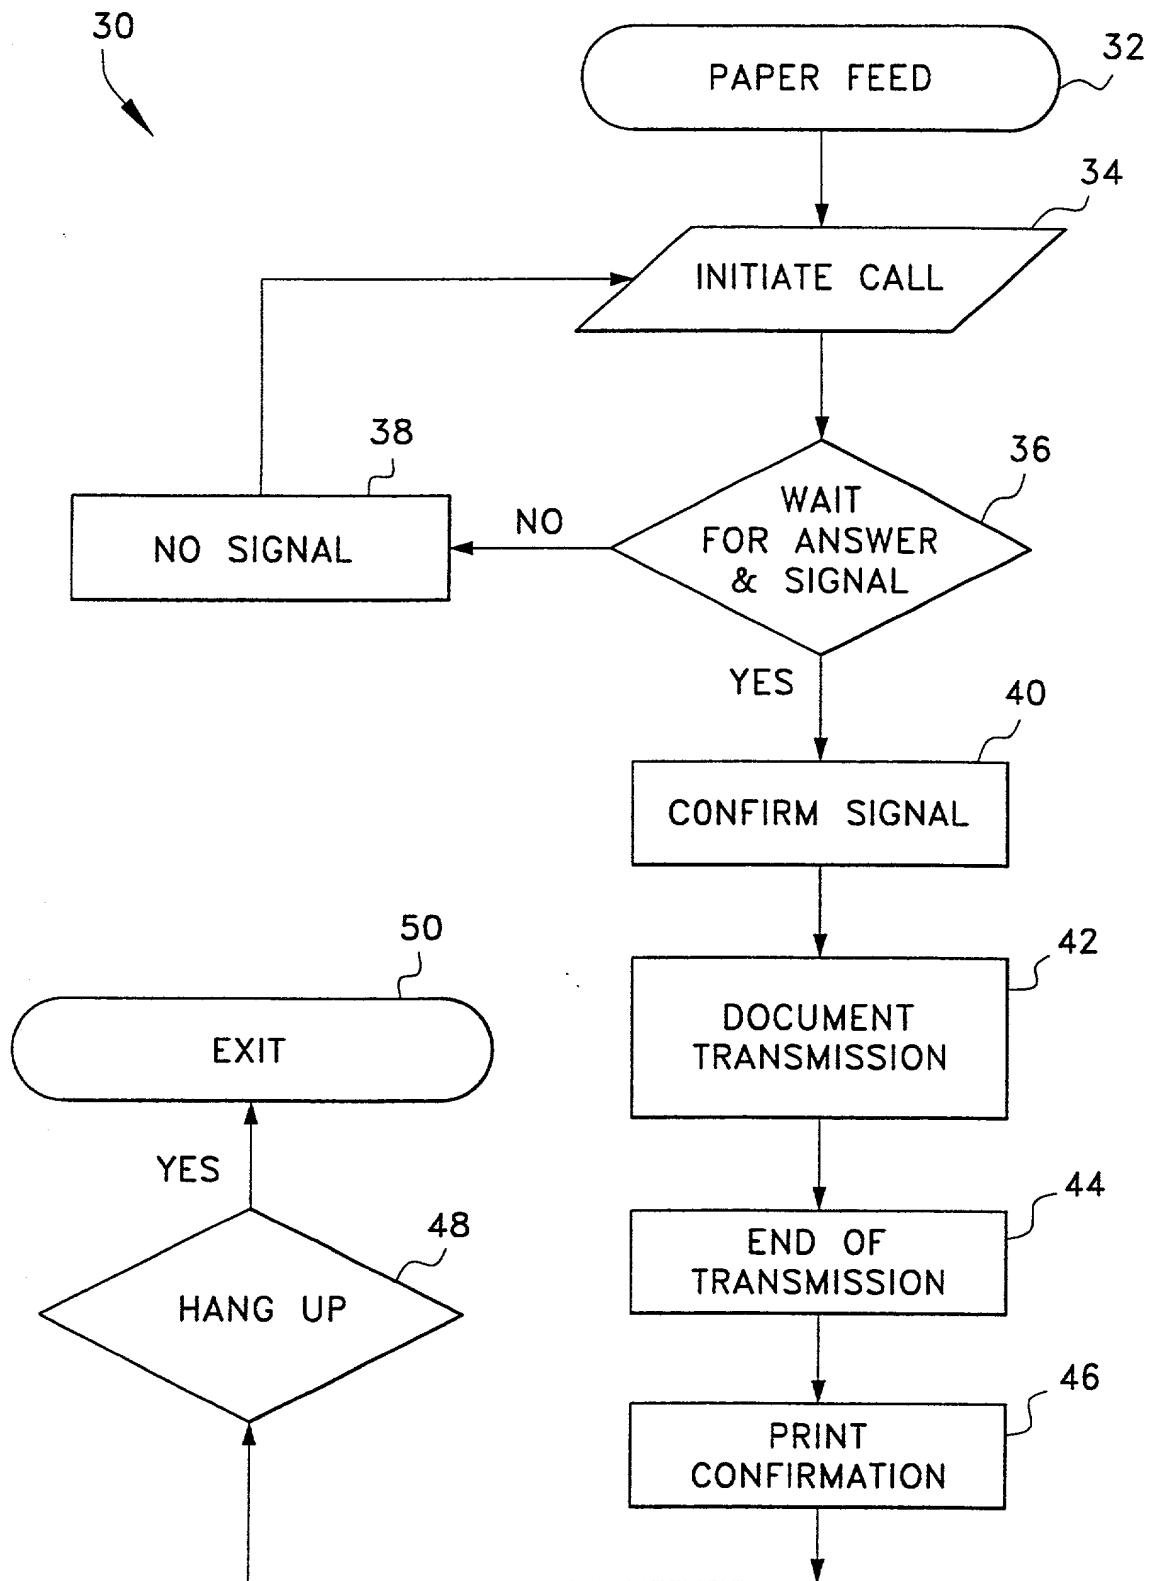 30
PAPER FEED
32
34
INITIATE CALL
38
36
NO SIGNAL
NO
WAIT
FOR ANSWER
& SIGNAL
YES
40
CONFIRM SIGNAL
50
42
EXIT
DOCUMENT
TRANSMISSION
YES
44
48
END OF
TRANSMISSION
HANG UP
46
PRINT
CONFIRMATION